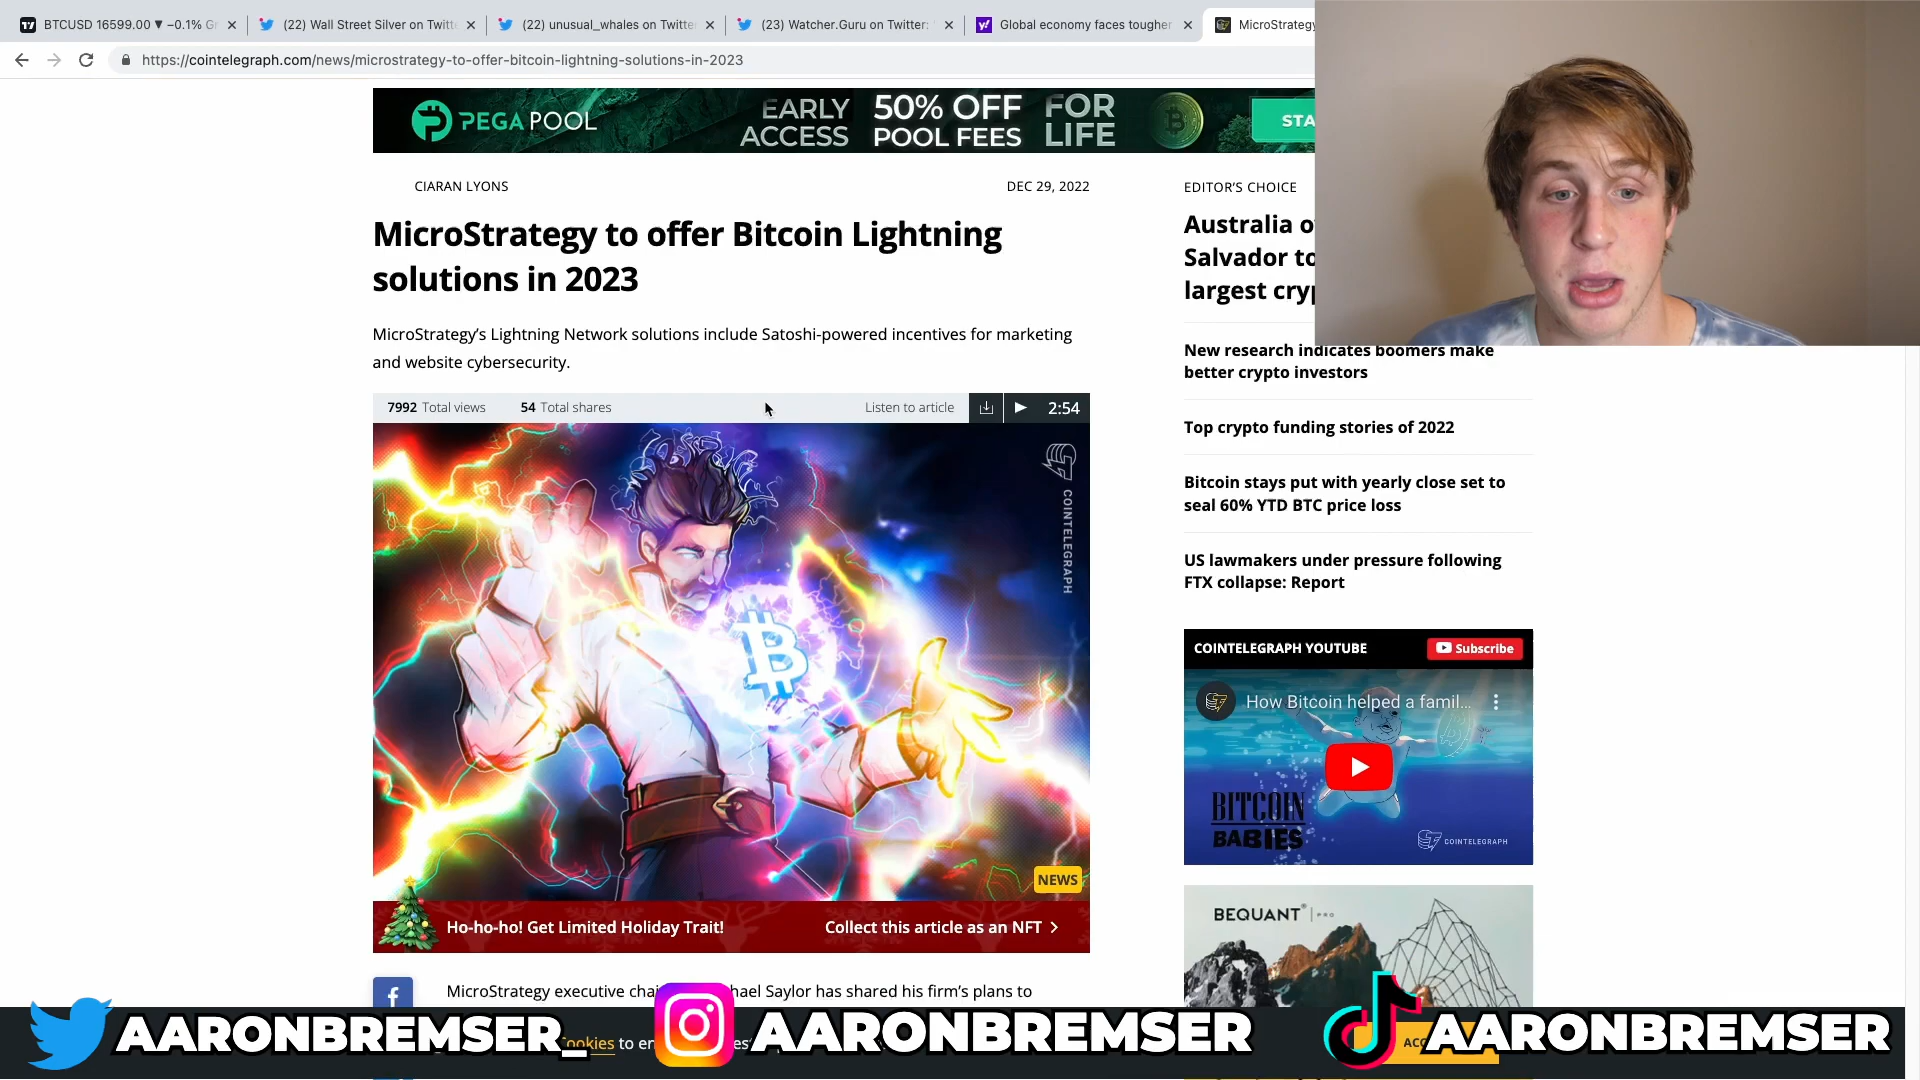 BTCUSD 16599.00 ▼ −0.1% Gr
(22) Wall Street Silver on Twitte
(22) unusual_whales on Twitter
(23) Watcher.Guru on Twitter:
Global economy faces tougher
MicroStrategy
https://cointelegraph.com/news/microstrategy-to-offer-bitcoin-lightning-solutions-in-2023
PEGA POOL
EARLY ACCESS
50% OFF POOL FEES
FOR LIFE
STA
CIARAN LYONS
DEC 29, 2022
MicroStrategy to offer Bitcoin Lightning
solutions in 2023
MicroStrategy's Lightning Network solutions include Satoshi-powered incentives for marketing
and website cybersecurity.
7992 Total views
54 Total shares
Listen to article
2:54
COINTELEGRAPH
NEWS
Ho-ho-ho! Get Limited Holiday Trait!
Collect this article as an NFT
MicroStrategy executive chai
hael Saylor has shared his firm's plans to
EDITOR'S CHOICE
Australia o
Salvador to
largest cryp
New research indicates boomers make
better crypto investors
Top crypto funding stories of 2022
Bitcoin stays put with yearly close set to
seal 60% YTD BTC price loss
US lawmakers under pressure following
FTX collapse: Report
COINTELEGRAPH YOUTUBE
Subscribe
How Bitcoin helped a famil...
BITCOIN
BABIES
COINTELEGRAPH
BEQUANT PRO
ookies to en
AARONBREMSER_
AARONBREMSER
AARONBREMSER